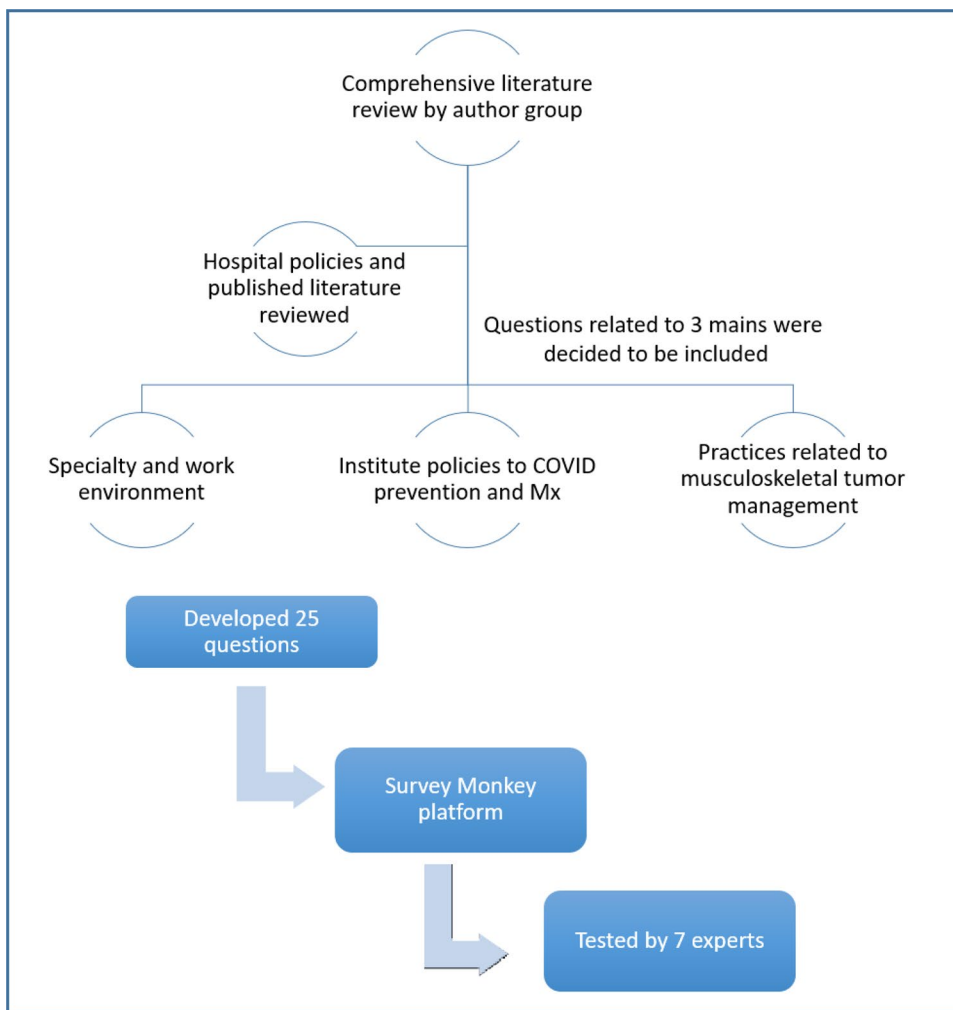 Comprehensive literature
review by author group
Hospital policies and
published literature
reviewed
Questions related to 3 mains were
decided to be included
Specialty and work
environment
Institute policies to COVID
prevention and Mx
Practices related to
musculoskeletal tumor
management
Developed 25
questions
Survey Monkey
platform
Tested by 7 experts